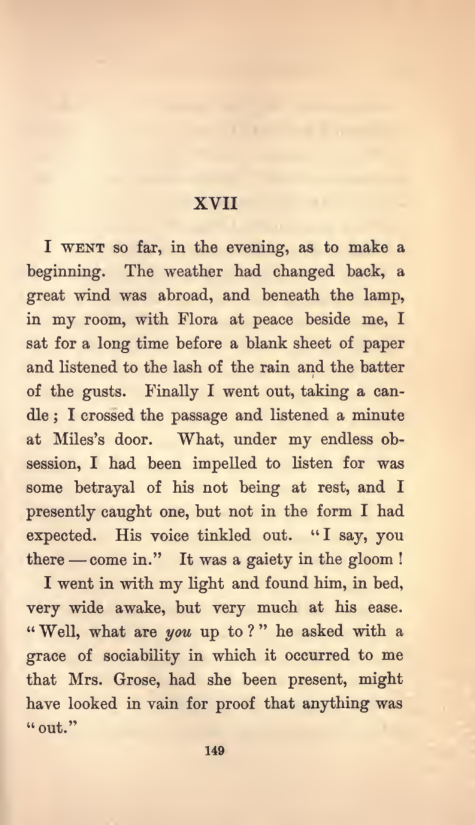 XVII
I WENT so far, in the evening, as to make a
beginning. The weather had changed back, a
great wind was abroad, and beneath the lamp,
in my room, with Flora at peace beside me, I
sat for a long time before a blank sheet of paper
and listened to the lash of the rain and the batter
of the gusts. Finally I went out, taking a can-
dle; I crossed the passage and listened a minute
at Miles's door. What, under my endless ob-
session, I had been impelled to listen for was
some betrayal of his not being at rest, and I
presently caught one, but not in the form I had
expected. His voice tinkled out. "I say, you
there — come in." It was a gaiety in the gloom!
I went in with my light and found him, in bed,
very wide awake, but very much at his ease.
"Well, what are you up to?" he asked with a
grace of sociability in which it occurred to me
that Mrs. Grose, had she been present, might
have looked in vain for proof that anything was
"out."
149